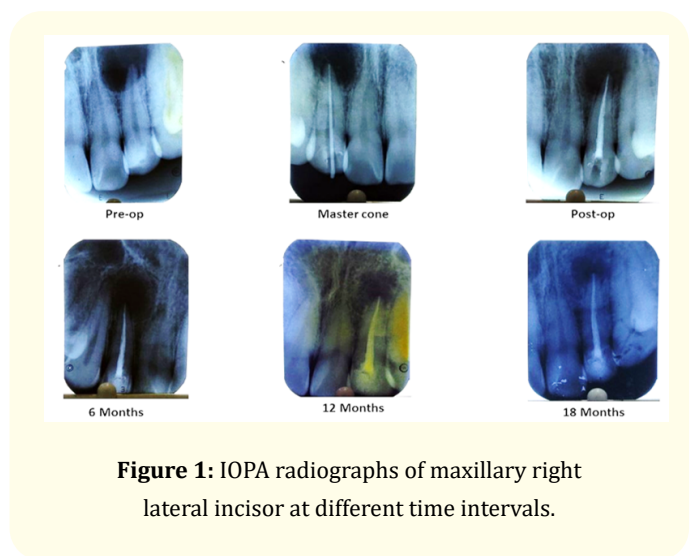 Pre-op
Master cone
Post-op
6 Months
12 Months
18 Months
Figure 1: IOPA radiographs of maxillary right
lateral incisor at different time intervals.